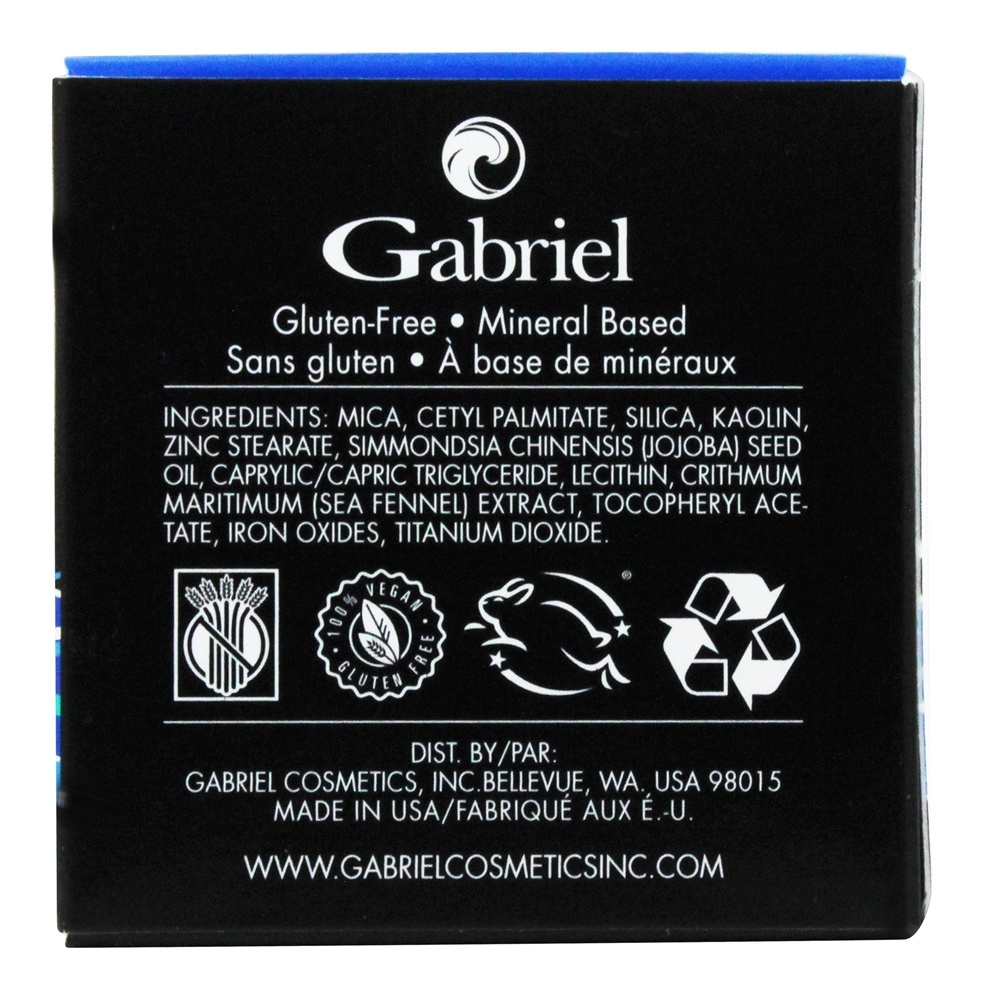 Gabriel
Gluten-Free • Mineral Based
Sans gluten • À base de minéraux
INGREDIENTS: MICA, CETYL PALMITATE, SILICA, KAOLIN,
ZINC STEARATE, SIMMONDSIA CHINENSIS (JOJOBA) SEED
OIL, CAPRYLIC/CAPRIC TRIGLYCERIDE, LECITHIN, CRITHMUM
MARITIMUM (SEA FENNEL) EXTRACT, TOCOPHERYL ACE-
TATE, IRON OXIDES, TITANIUM DIOXIDE.
100% VEGAN
GLUTEN FREE
®
DIST. BY/PAR:
GABRIEL COSMETICS, INC.BELLEVUE, WA. USA 98015
MADE IN USA/FABRIQUÉ AUX É.-U.
WWW.GABRIELCOSMETICSINC.COM